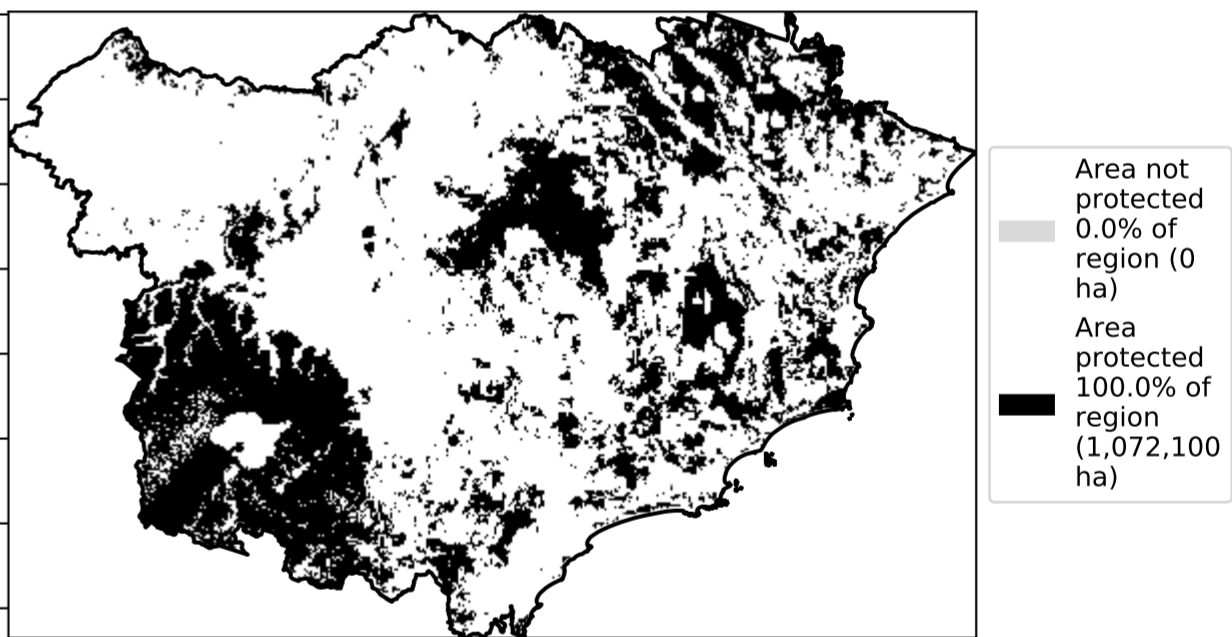 Area not
protected
0.0% of
region (0
ha)
Area
protected
100.0% of
region
(1,072,100
ha)